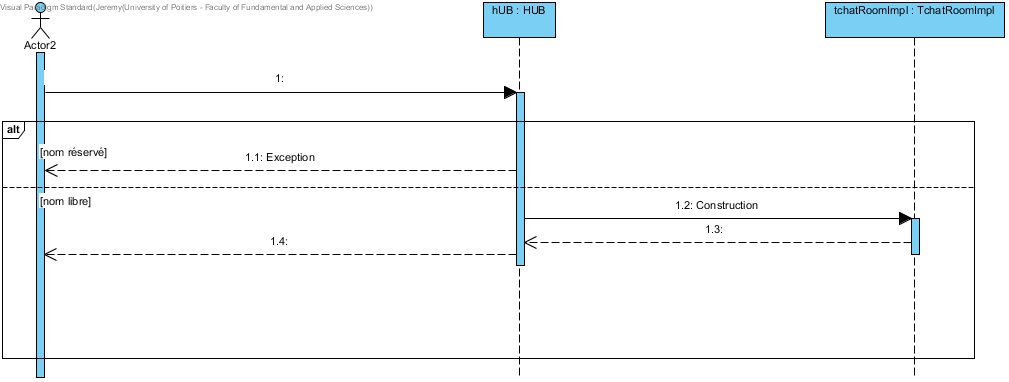 Visual Paradigm Standard(Jeremy(University of Poitiers - Faculty of Fundamental and Applied Sciences))
hUB : HUB
tchatRoomImpl : TchatRoomImpl
Actor2
1:
alt
[nom réservé]
1.1: Exception
[nom libre]
1.2: Construction
1.3:
1.4: